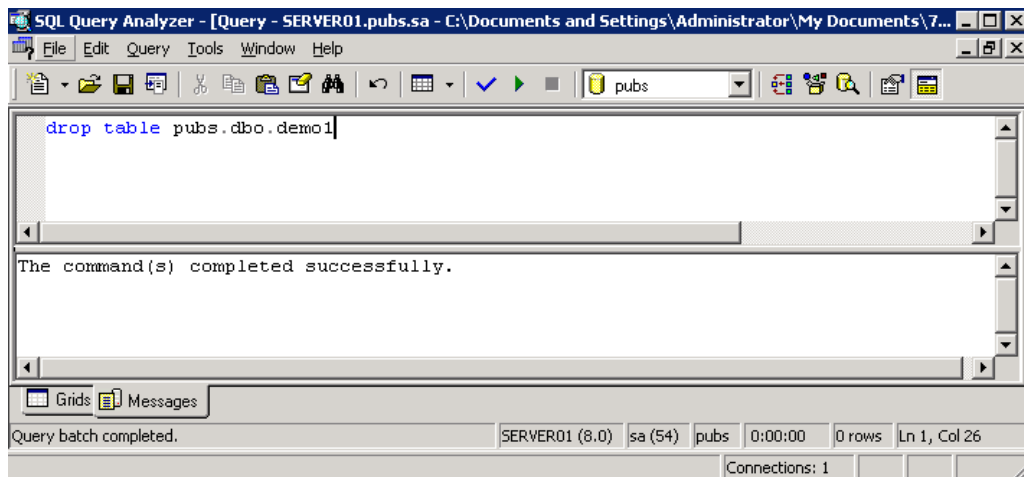 SQL Query Analyzer - [Query - SERVER01.pubs.sa - C:\Documents and Settings\Administrator\My Documents\7...
File Edit Query Tools Window Help
pubs
drop table pubs.dbo.demo1
The command(s) completed successfully.
Grids Messages
Query batch completed. SERVER01 (8.0) sa (54) pubs 0:00:00 0 rows Ln 1, Col 26
Connections: 1